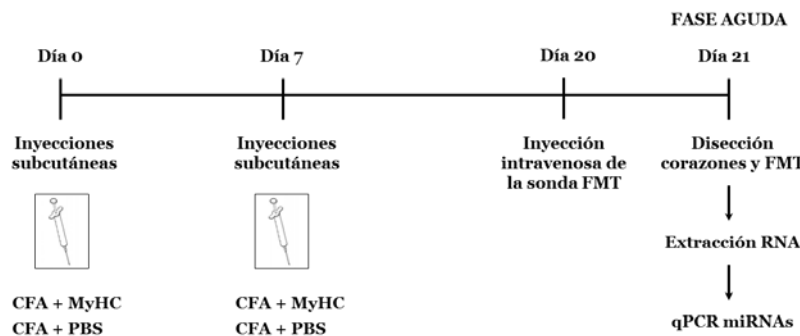 FASE AGUDA
Día 0
Día 7
Día 20
Día 21
Inyecciones
subcutáneas
Inyecciones
subcutáneas
Inyección
intravenosa de
la sonda FMT
Disección
corazones y FMT
CFA + MyHC
CFA + PBS
CFA + MyHC
CFA + PBS
Extracción RNA
qPCR miRNAs